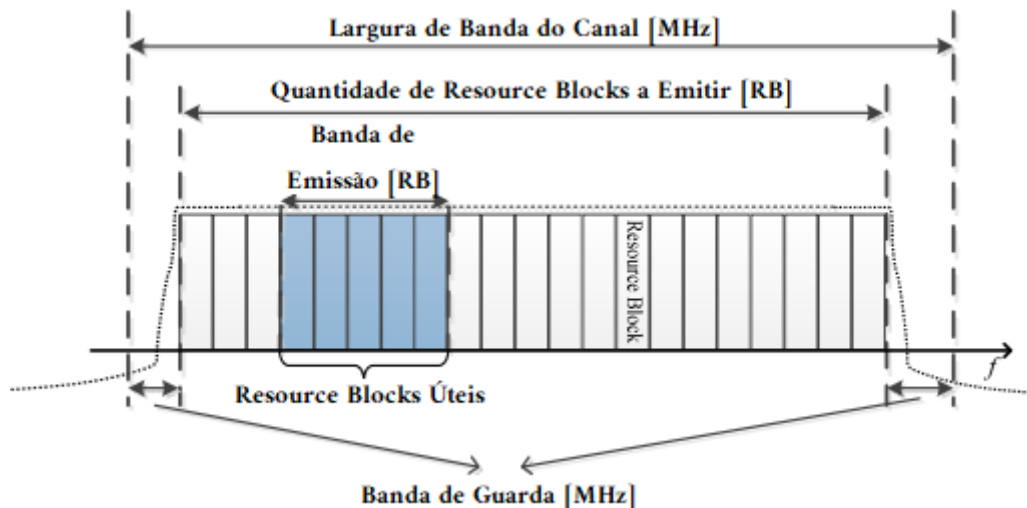 Largura de Banda do Canal [MHz]
Quantidade de Resource Blocks a Emitir [RB]
Banda de
Emissão [RB]
Resource Block
f
Resource Blocks Úteis
Banda de Guarda [MHz]